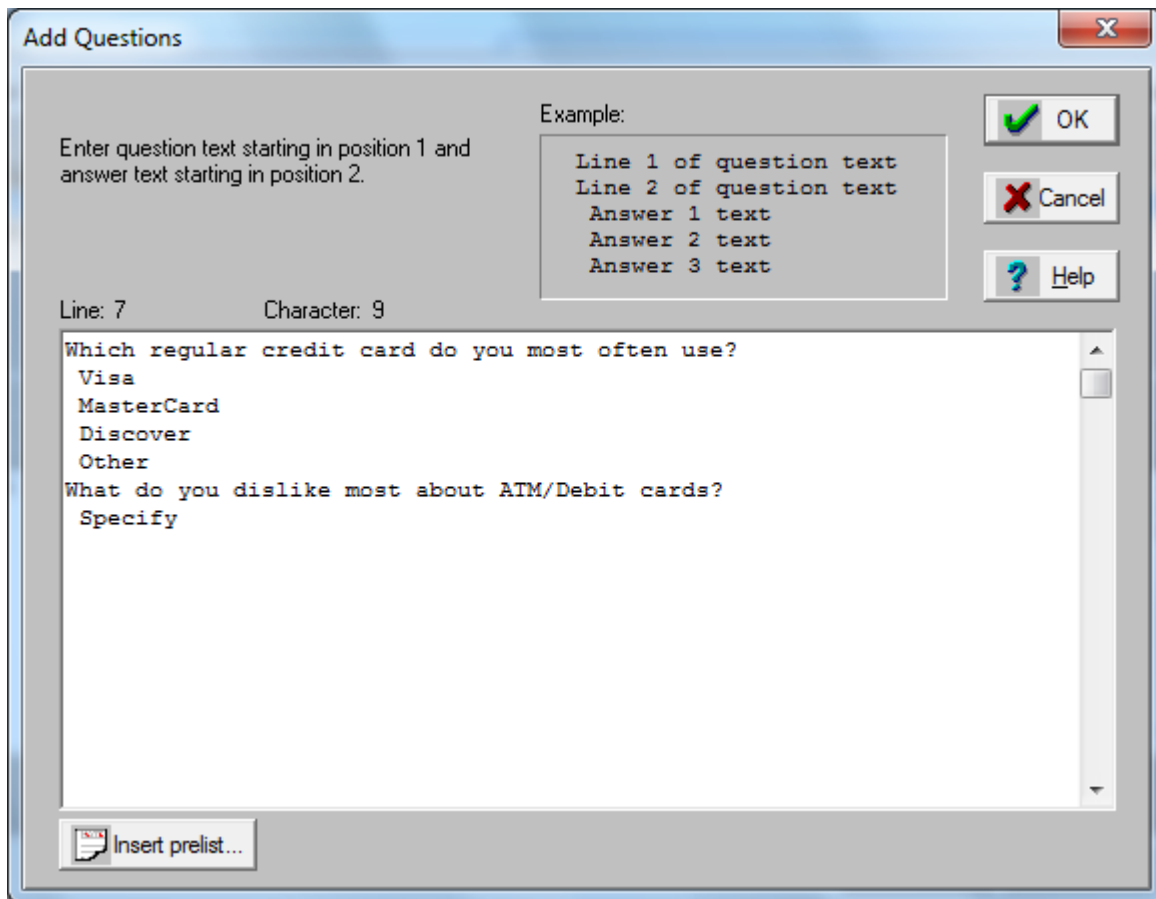 Add Questions
Enter question text starting in position 1 and
answer text starting in position 2.
Example:
Line 1 of question text
Line 2 of question text
 Answer 1 text
 Answer 2 text
 Answer 3 text
OK
Cancel
Help
Line: 7 Character: 9
Which regular credit card do you most often use?
 Visa
 MasterCard
 Discover
 Other
What do you dislike most about ATM/Debit cards?
 Specify
Insert prelist...